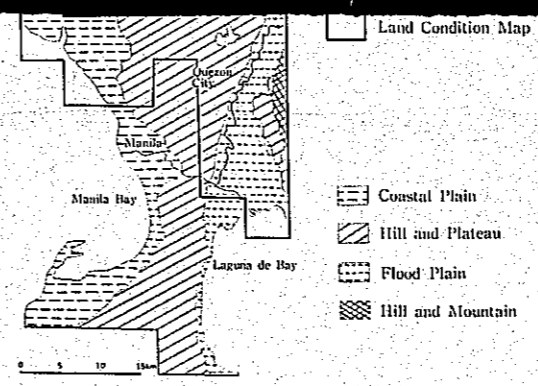 Land Condition Map
Quezon
City
Manila
Manila Bay
Coastal Plain
Hill and Plateau
Laguna de Bay
Flood Plain
Hill and Mountain
0 5 10 15km